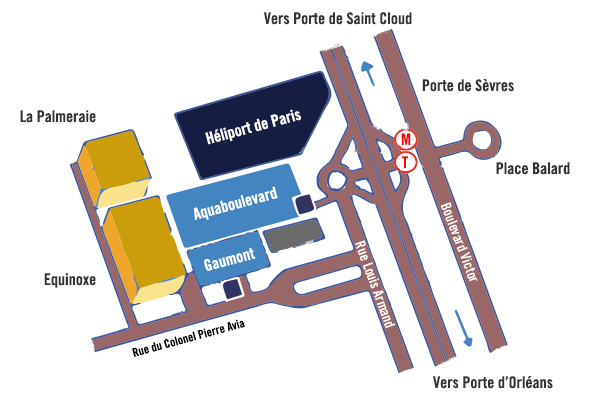 Vers Porte de Saint Cloud
Porte de Sèvres
La Palmeraie
Héliport de Paris
M
T
Place Balard
Aquaboulevard
Gaumont
Equinoxe
Rue Louis Armand
Boulevard Victor
Rue du Colonel Pierre Avia
Vers Porte d'Orléans